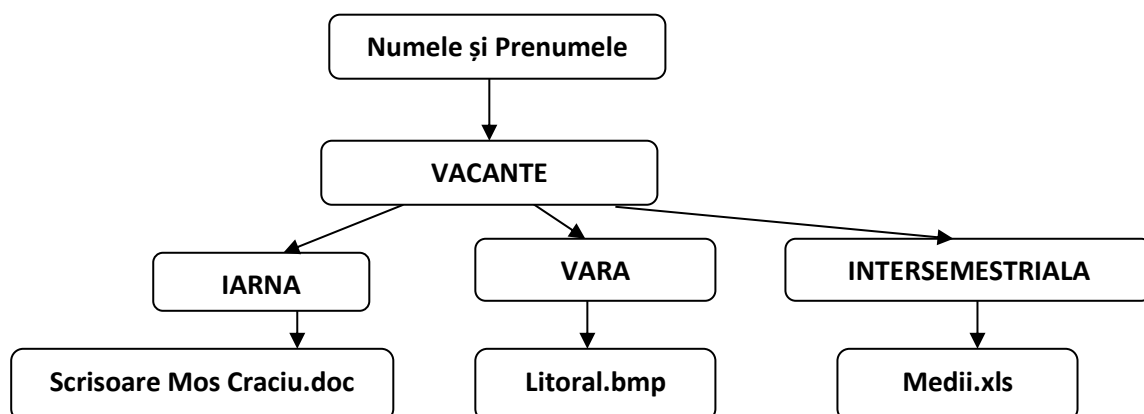 Numele și Prenumele
VACANTE
IARNA
VARA
INTERSEMESTRIALA
Scrisoare Mos Craciu.doc
Litoral.bmp
Medii.xls